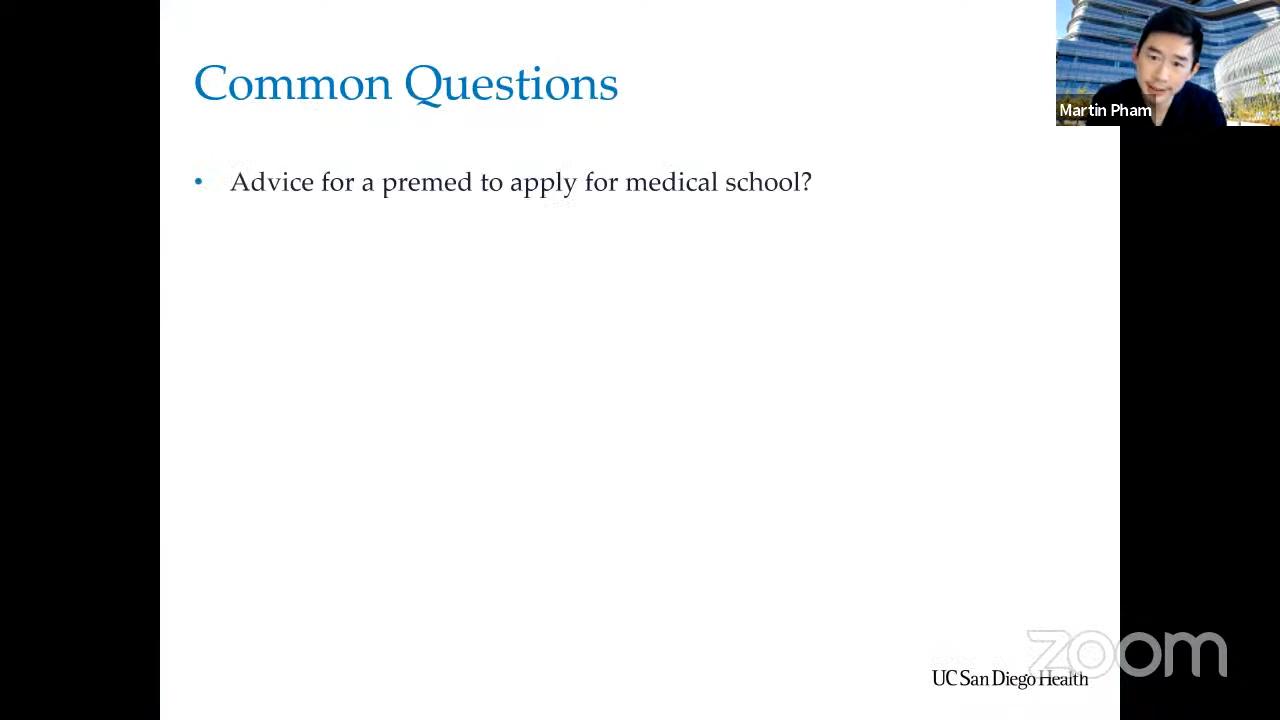 Common Questions
Martin Pham
• Advice for a premed to apply for medical school?
zoom
UC San Diego Health